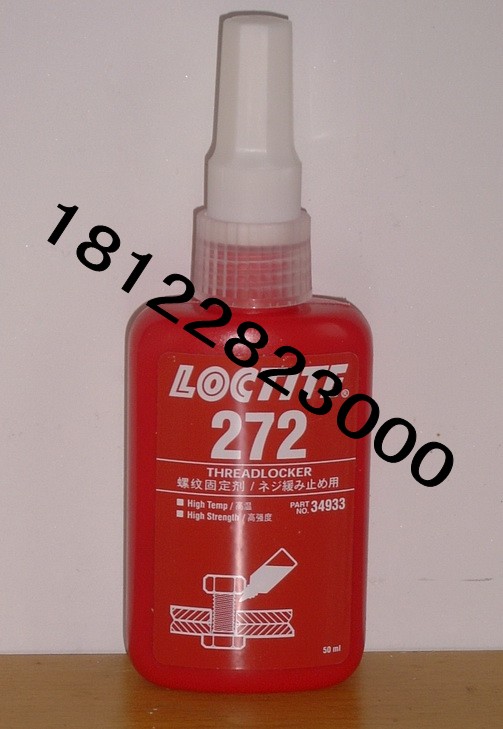 18122823000
LOCTITE®
272
THREADLOCKER
螺纹固定剂 / ネジ緩み止め用
■ High Temp / 高温
■ High Strength / 高強度
PART NO. 34933
50 ml